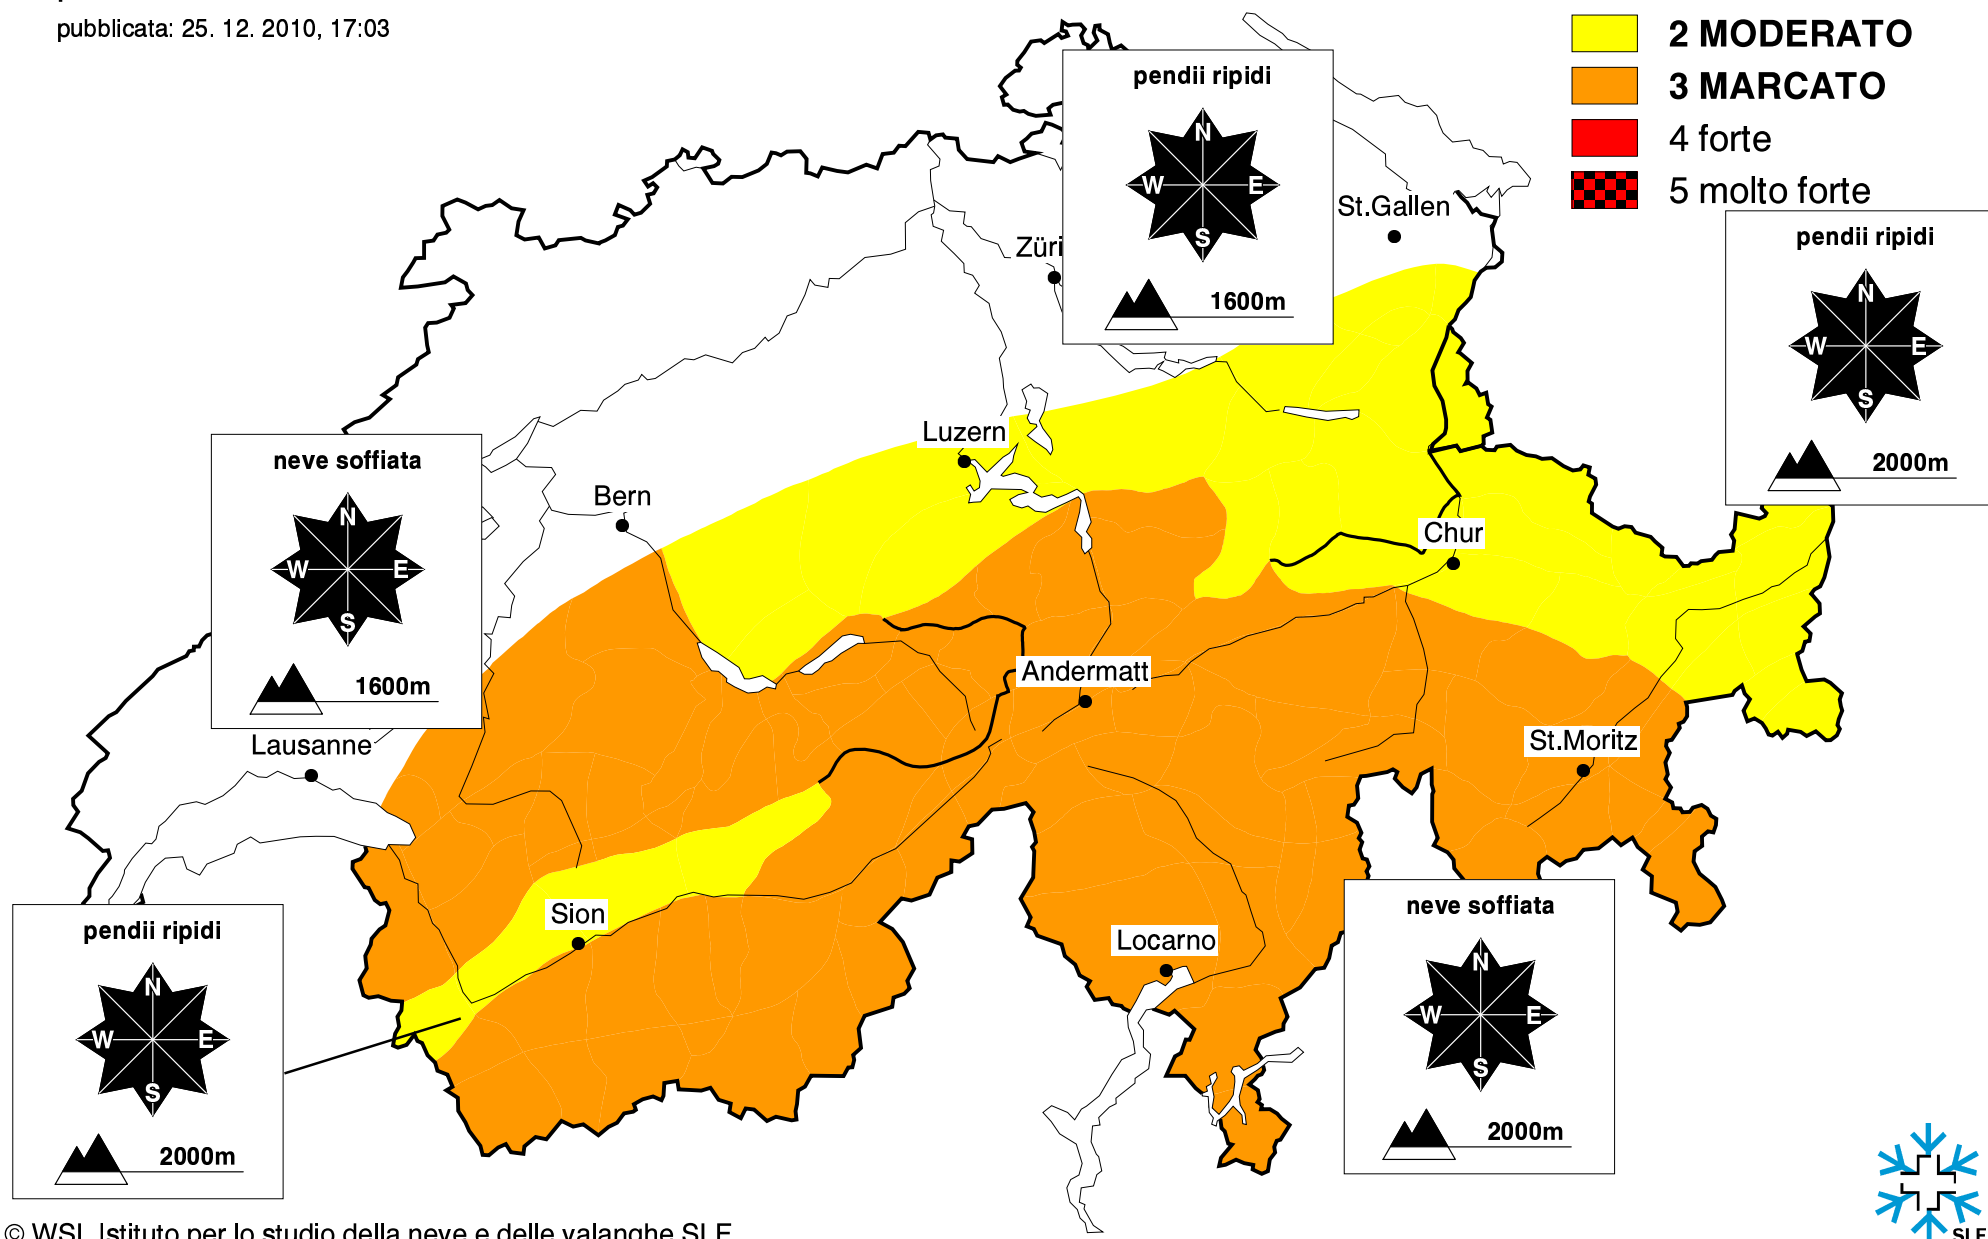 pubblicata: 25. 12. 2010, 17:03
2 MODERATO
3 MARCATO
4 forte
5 molto forte
pendii ripidi
N
W E
S
1600m
St.Gallen
pendii ripidi
N
W E
S
2000m
Züri
Luzern
neve soffiata
N
W E
S
1600m
Bern
Chur
Andermatt
St.Moritz
Lausanne
Sion
Locarno
pendii ripidi
N
W E
S
2000m
neve soffiata
N
W E
S
2000m
© WSL Istituto per lo studio della neve e delle valanghe SLF
SLF